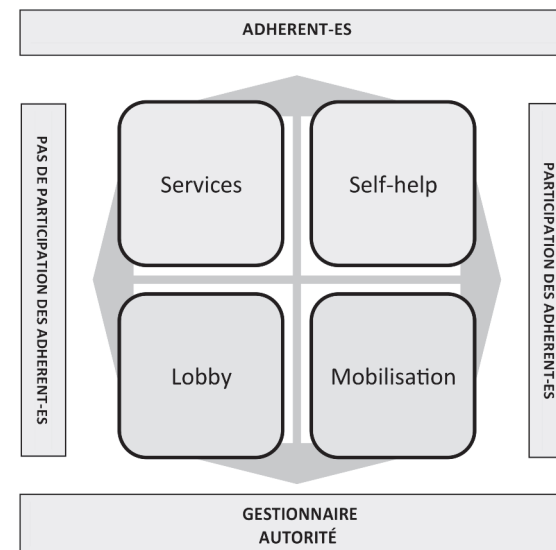 ADHERENT-ES
PAS DE PARTICIPATION DES ADHERENT-ES
Services
Self-help
PARTICIPATION DES ADHERENT-ES
Lobby
Mobilisation
GESTIONNAIRE
AUTORITÉ